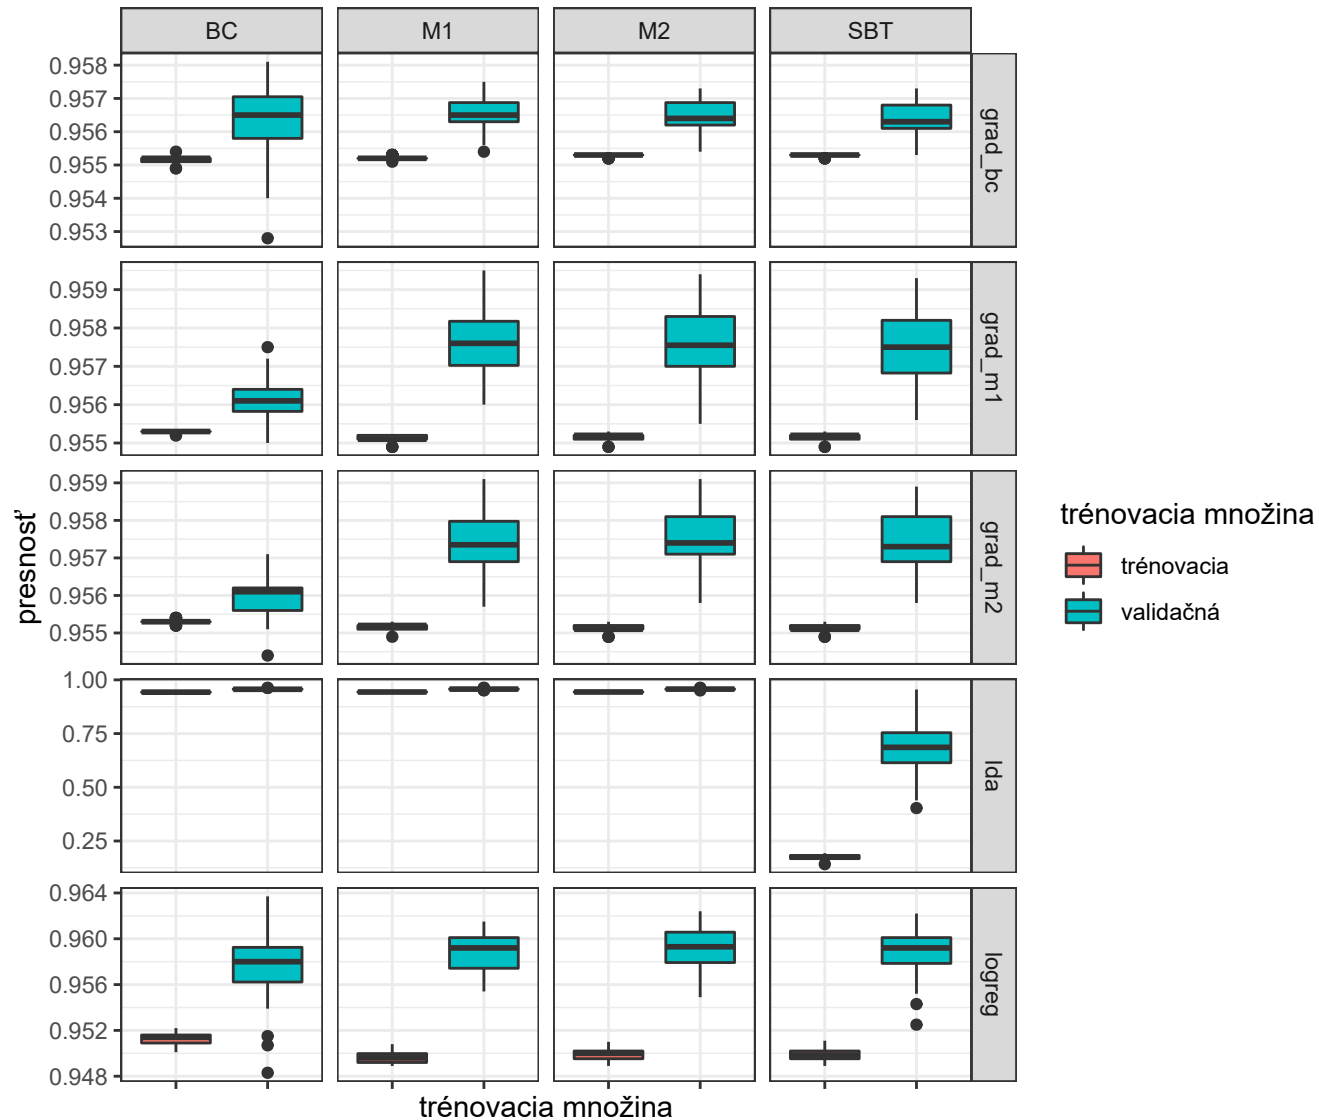 BC M1 M2 SBT
0.958
0.957
0.956
0.955
0.954
0.953
grad_bc
0.959
0.958
0.957
0.956
0.955
grad_m1
0.959
0.958
0.957
0.956
0.955
grad_m2
1.00
0.75
0.50
0.25
lda
0.964
0.960
0.956
0.952
0.948
logreg
presnosť
trénovacia množina
trénovacia množina
trénovacia
validačná